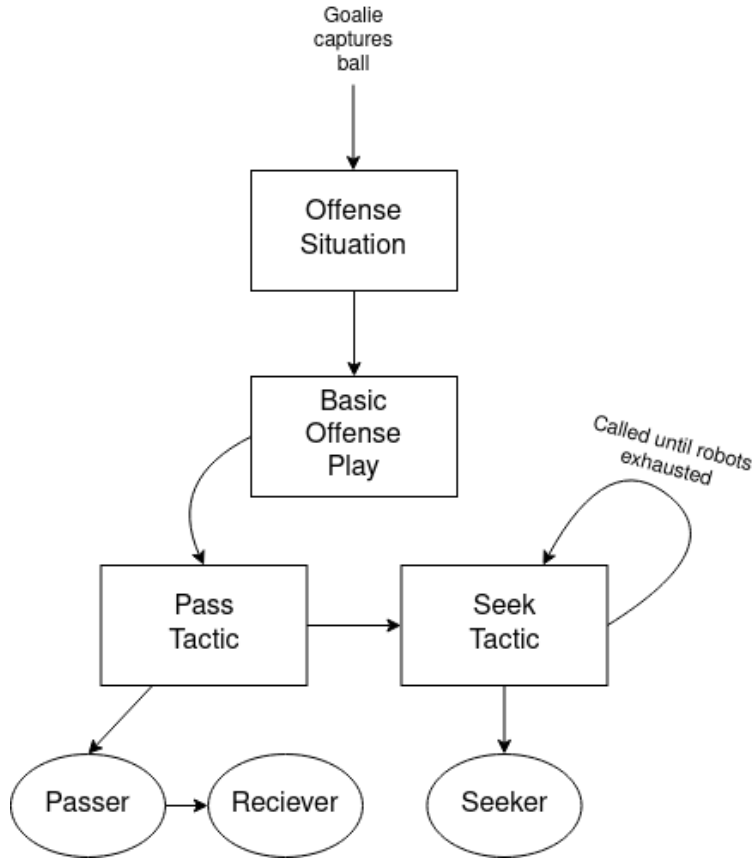 Goalie
captures
ball
Offense
Situation
Basic
Offense
Play
Called until robots
exhausted
Pass
Tactic
Seek
Tactic
Passer
Reciever
Seeker